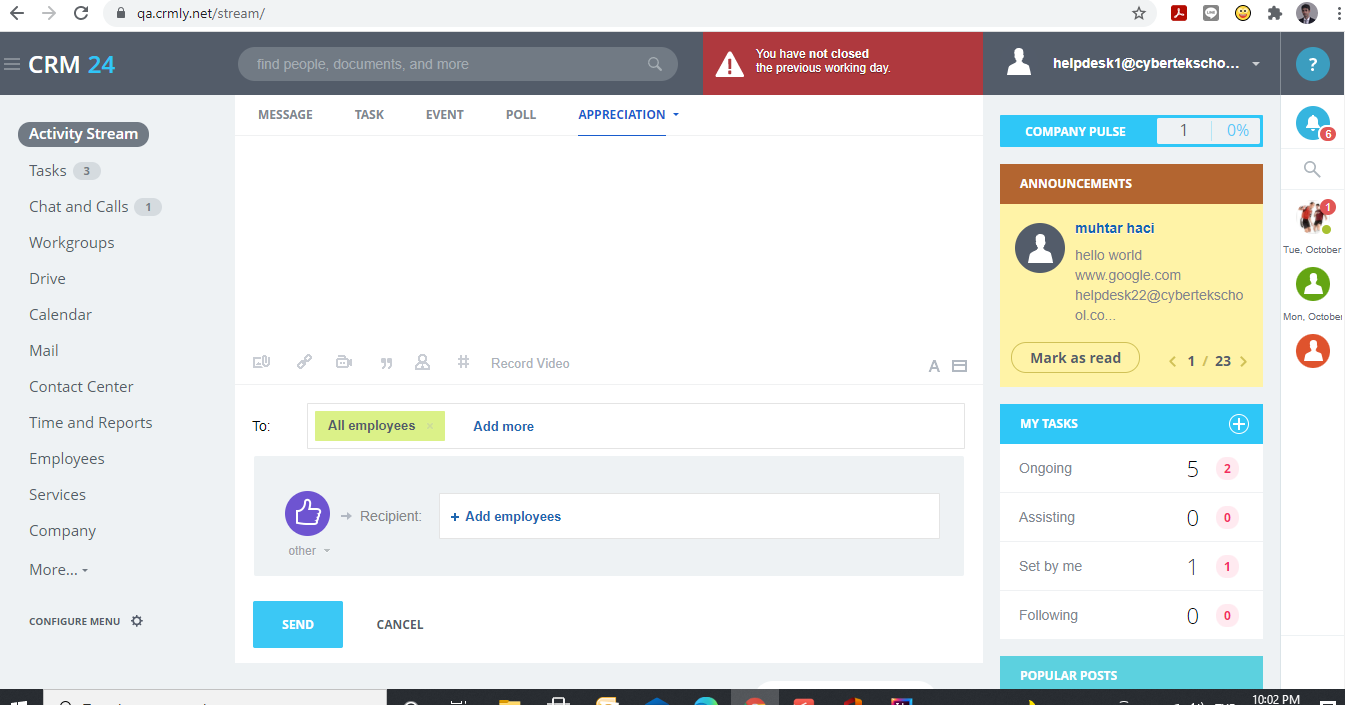 qa.crmly.net/stream/
CRM 24
find people, documents, and more
You have not closed
the previous working day.
helpdesk1@cybertekscho...
?
MESSAGE TASK EVENT POLL APPRECIATION
Activity Stream
Tasks 3
Chat and Calls 1
Workgroups
Drive
Calendar
Mail
Contact Center
Time and Reports
Employees
Services
Company
More...
CONFIGURE MENU
Record Video
A
To: All employees × Add more
Recipient: + Add employees
other
SEND CANCEL
COMPANY PULSE 1 0%
ANNOUNCEMENTS
muhtar haci
hello world
www.google.com
helpdesk22@cybertekscho
ol.co...
Mark as read 1 / 23
MY TASKS
Ongoing 5 2
Assisting 0 0
Set by me 1 1
Following 0 0
POPULAR POSTS
6
1
Tue, October
Mon, October
10:02 PM